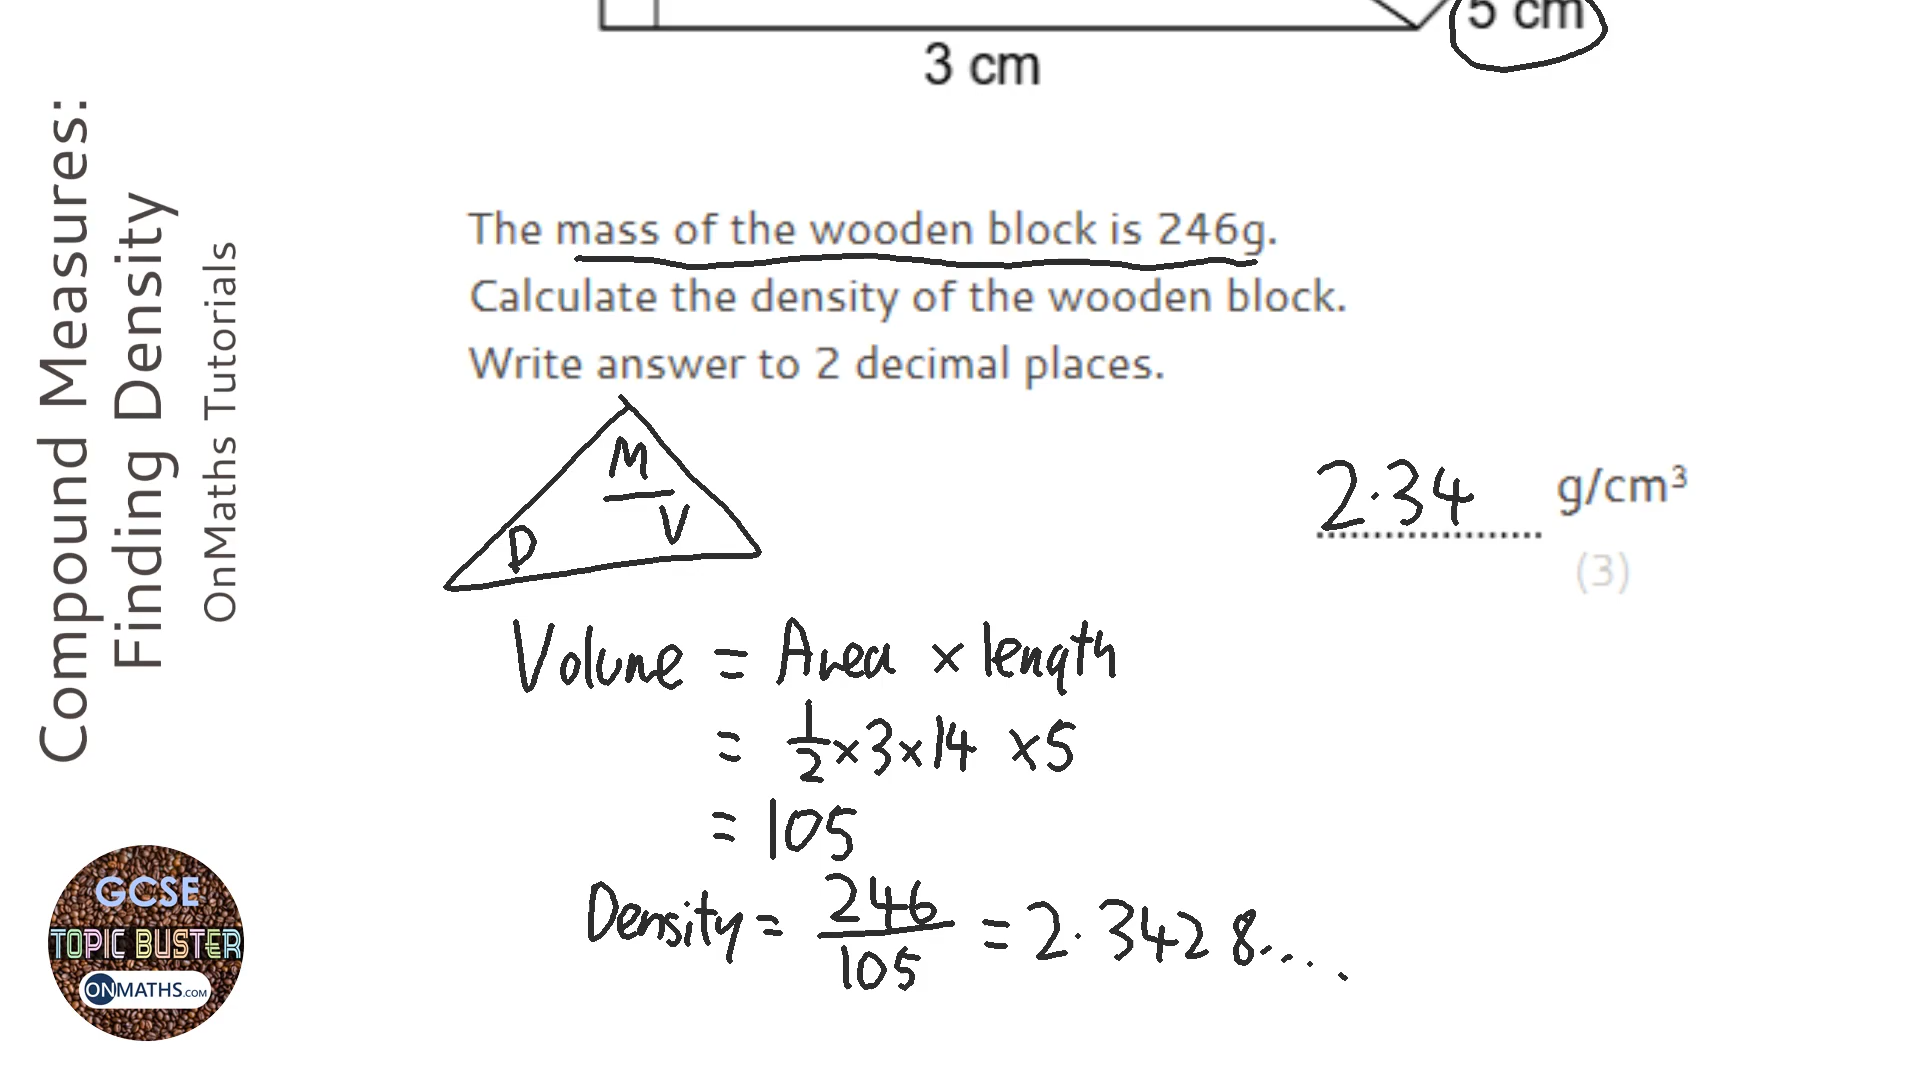 5 cm
3 cm
Compound Measures:
Finding Density
OnMaths Tutorials
The mass of the wooden block is 246g.
Calculate the density of the wooden block.
Write answer to 2 decimal places.
M
D V
2.34 g/cm³
(3)
Volume = Area × length
= 1/2 × 3 × 14 × 5
= 105
Density = 246/105 = 2.3428....
GCSE
TOPIC BUSTER
ONMATHS.COM